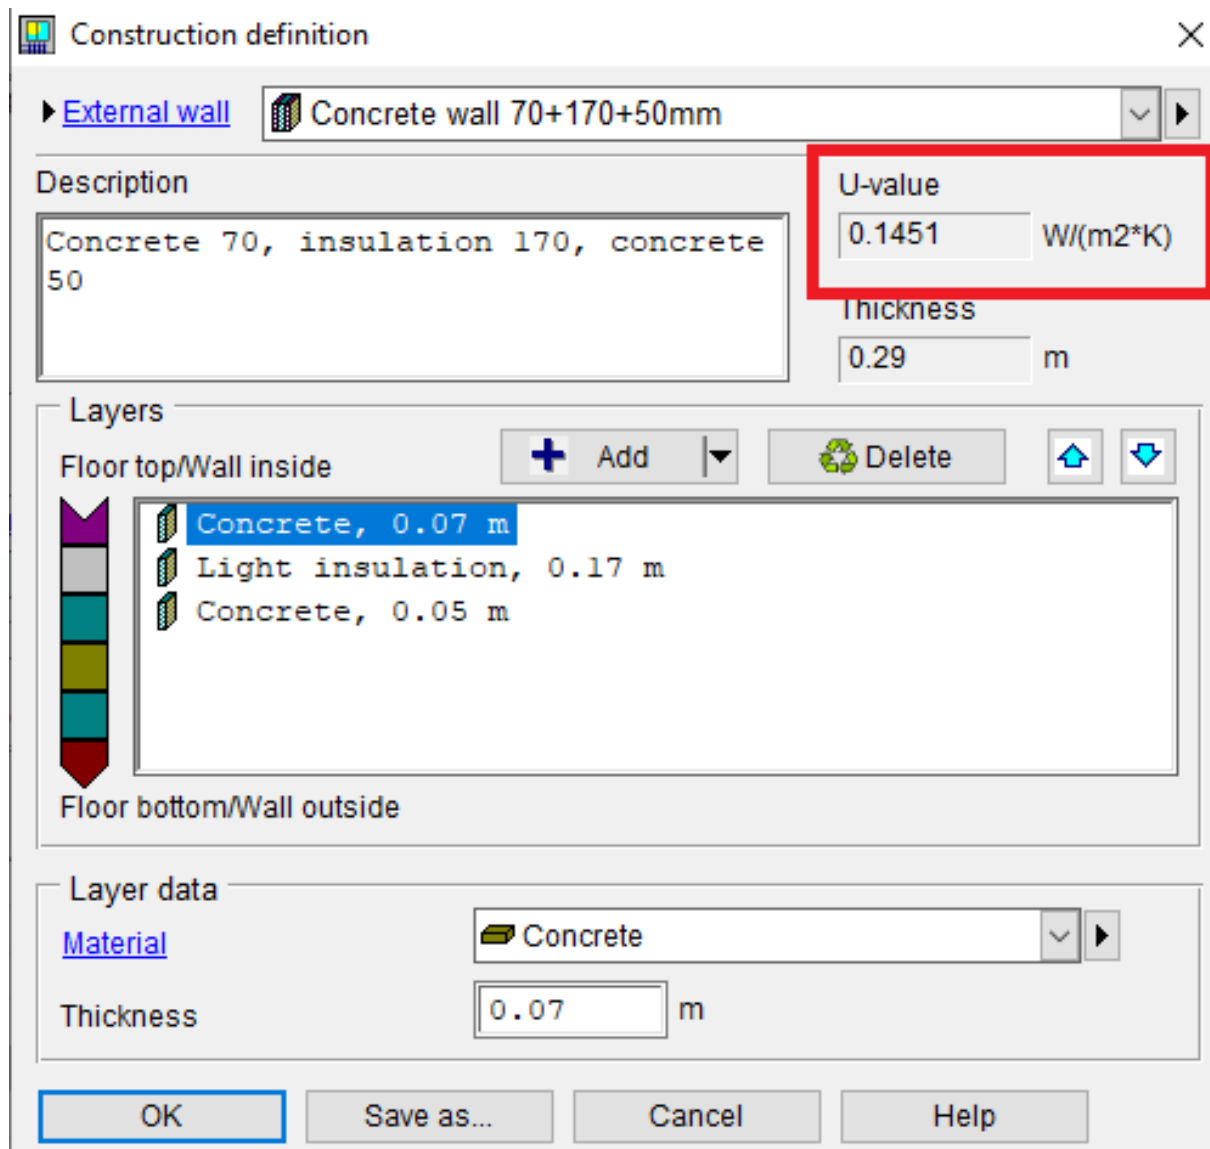 Construction definition
External wall
Concrete wall 70+170+50mm
Description
U-value
Concrete 70, insulation 170, concrete
50
0.1451 W/(m2*K)
Thickness
0.29 m
Layers
Floor top/Wall inside
Add
Delete
Concrete, 0.07 m
Light insulation, 0.17 m
Concrete, 0.05 m
Floor bottom/Wall outside
Layer data
Material
Concrete
Thickness
0.07 m
OK
Save as...
Cancel
Help